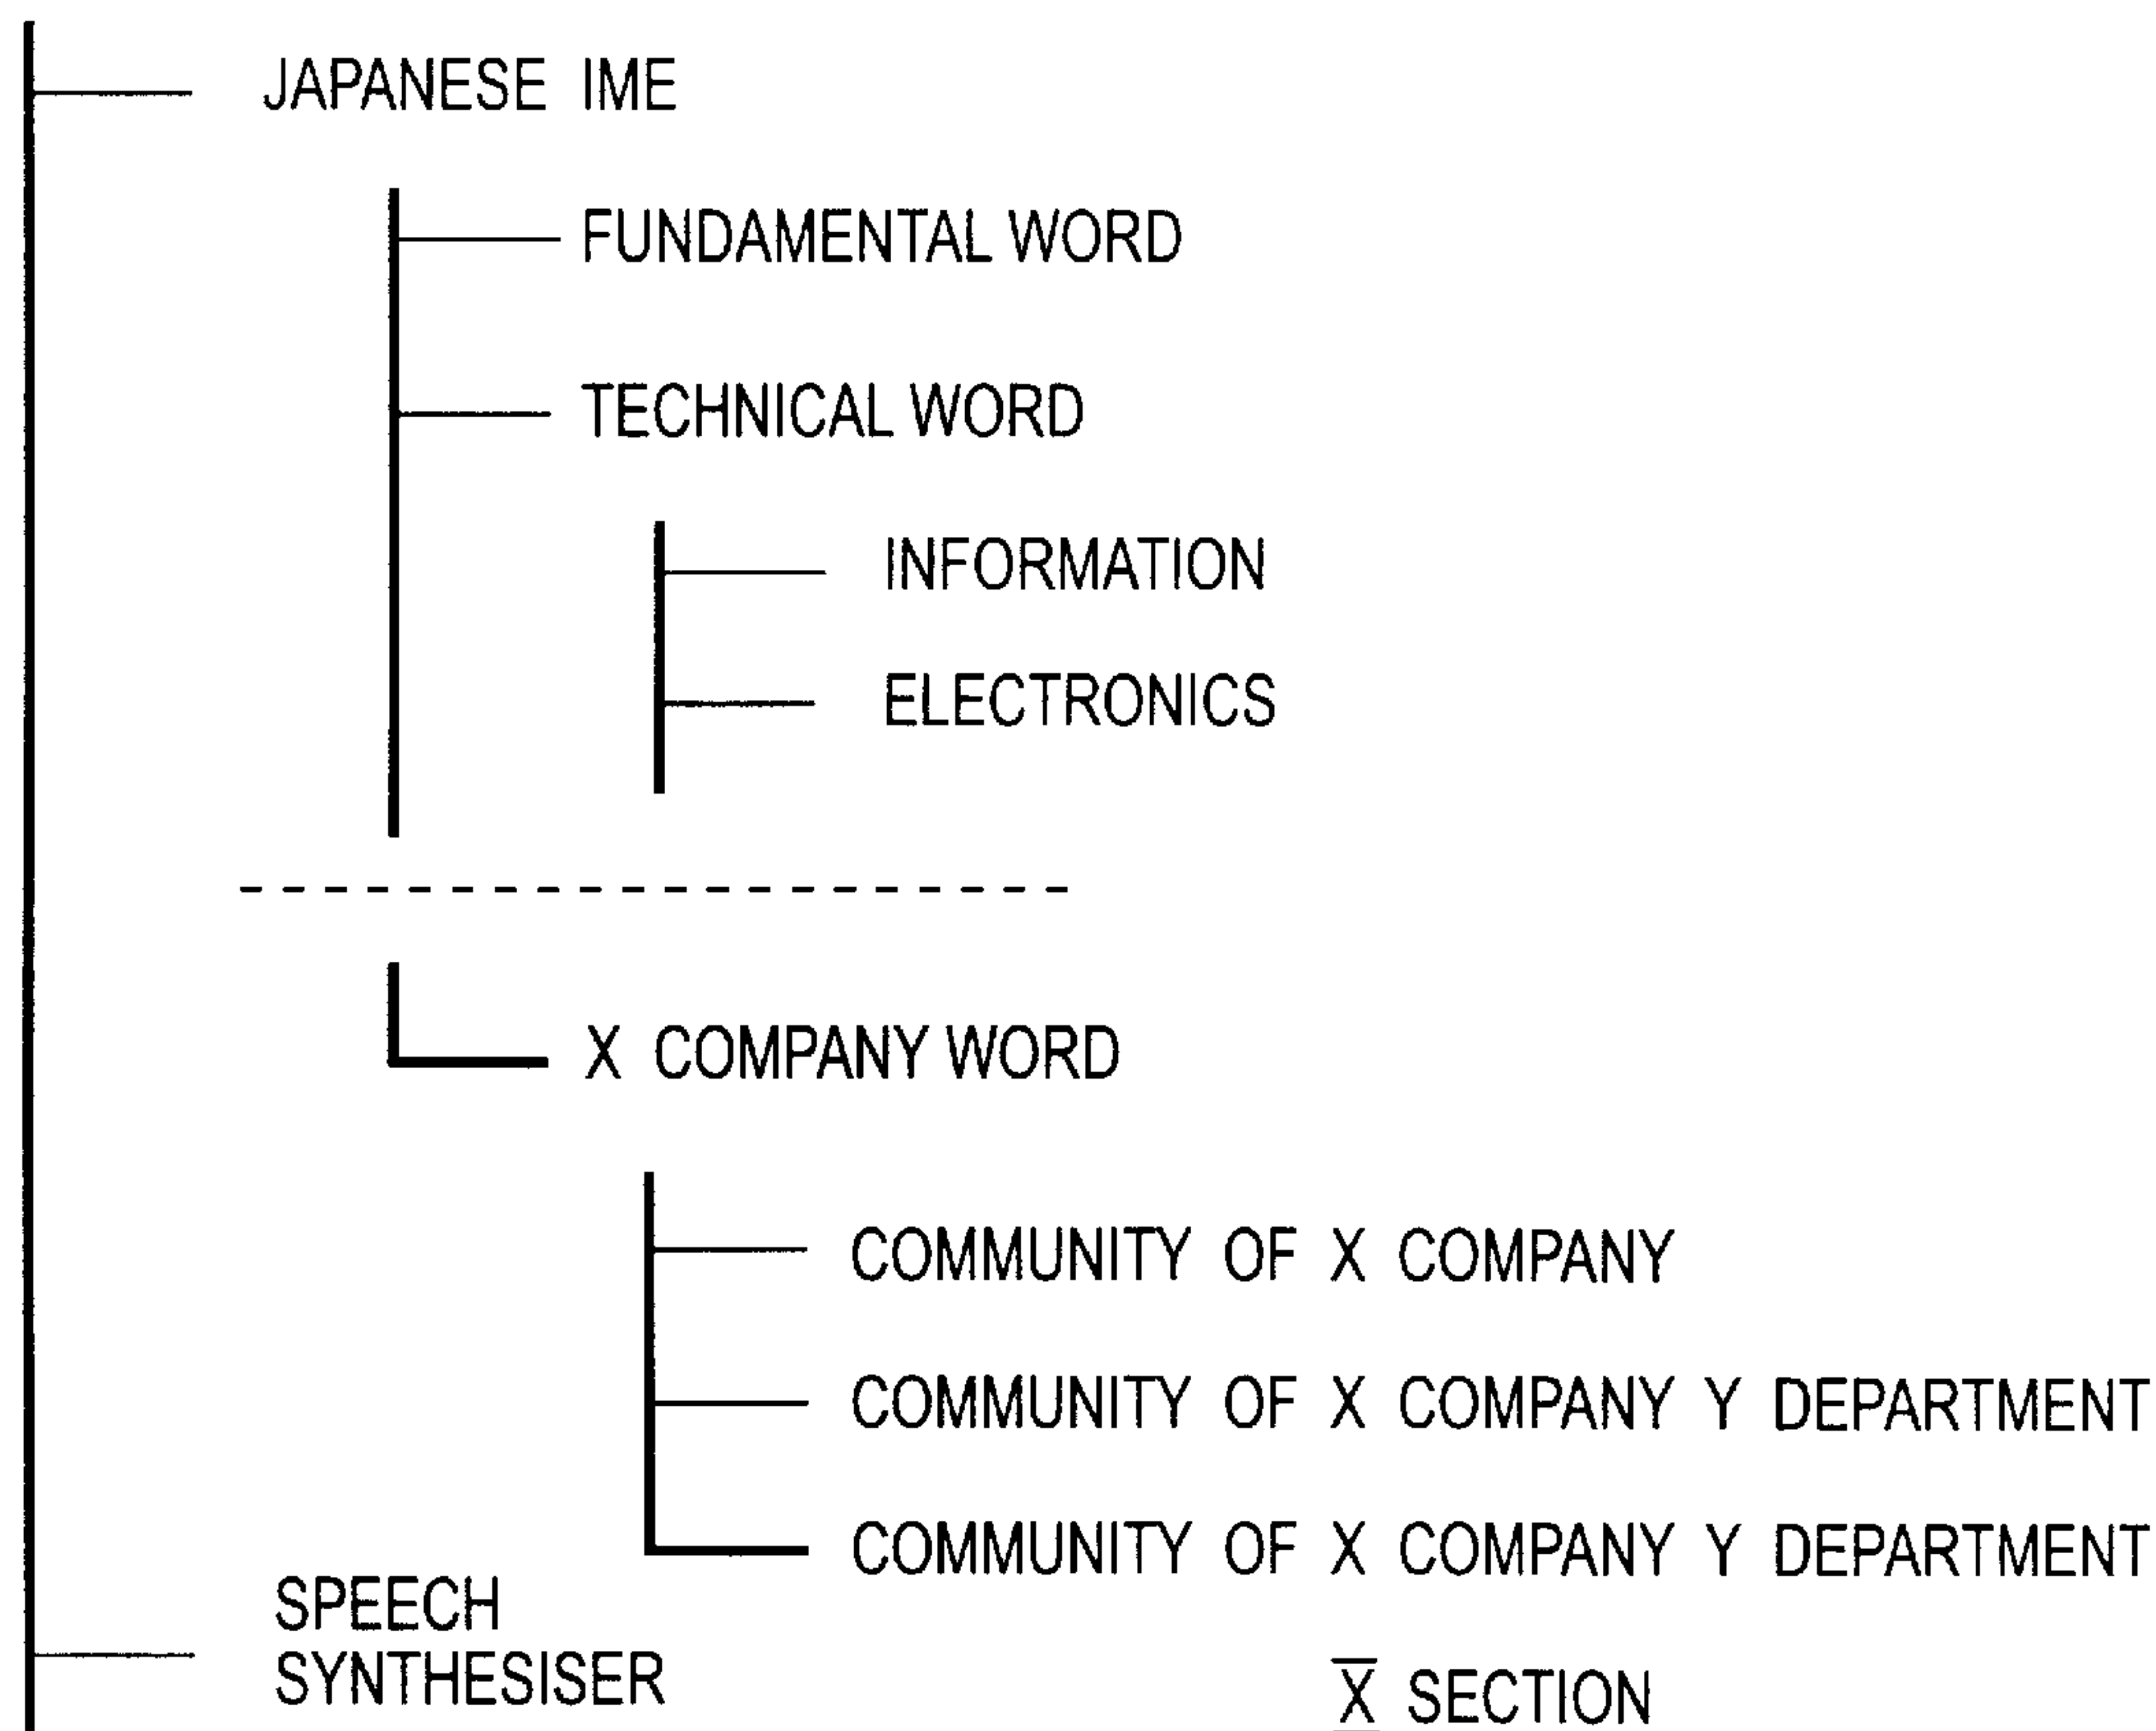 JAPANESE IME
FUNDAMENTAL WORD
TECHNICAL WORD
INFORMATION
ELECTRONICS
X COMPANY WORD
COMMUNITY OF X COMPANY
COMMUNITY OF X COMPANY Y DEPARTMENT
COMMUNITY OF X COMPANY Y DEPARTMENT
X̅ SECTION
SPEECH
SYNTHESISER